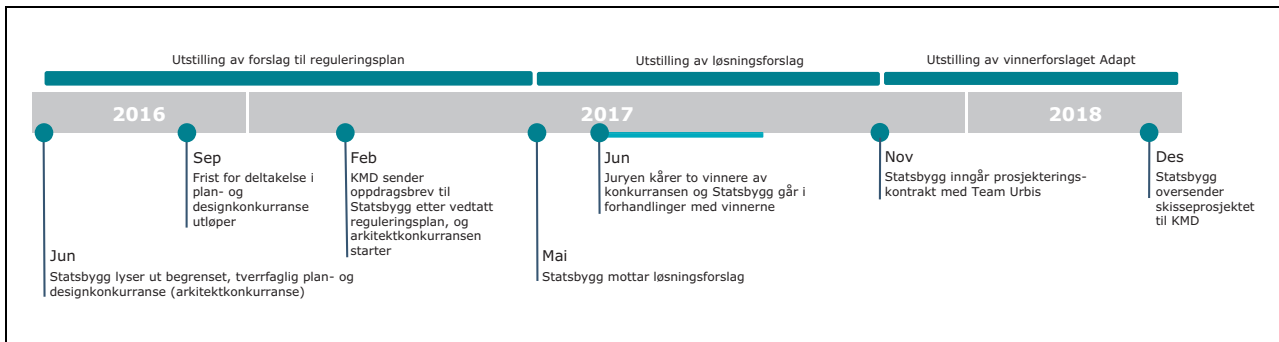 Utstilling av forslag til reguleringsplan
Utstilling av løsningsforslag
Utstilling av vinnerforslaget Adapt
2016
2017
2018
Sep
Frist for deltakelse i
plan- og
designkonkurranse
utløper
Feb
KMD sender
oppdragsbrev til
Statsbygg etter vedtatt
reguleringsplan, og
arkitektkonkurransen
starter
Jun
Juryen kårer to vinnere av
konkurransen og Statsbygg går i
forhandlinger med vinnerne
Nov
Statsbygg inngår prosjekterings-
kontrakt med Team Urbis
Des
Statsbygg
oversender
skisseprosjektet
til KMD
Jun
Statsbygg lyser ut begrenset, tverrfaglig plan- og
designkonkurranse (arkitektkonkurranse)
Mai
Statsbygg mottar løsningsforslag